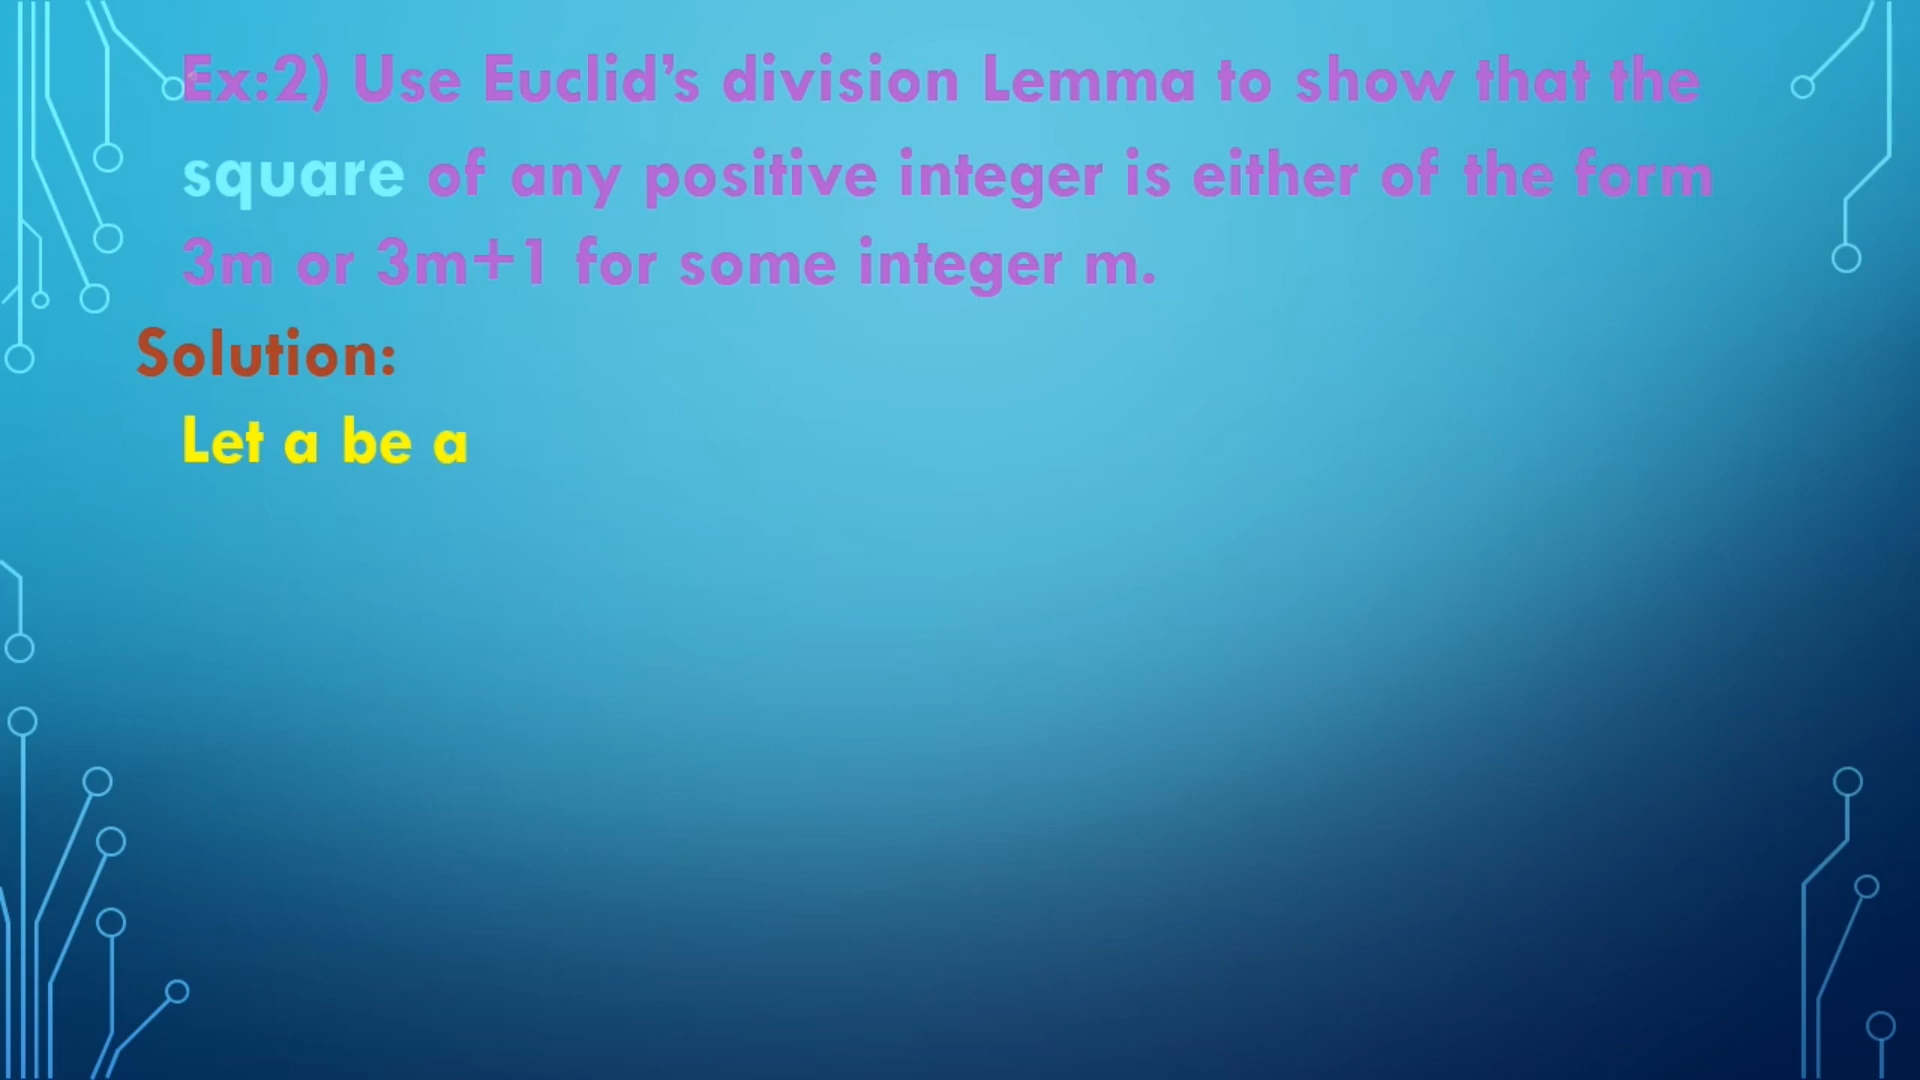 Ex:2) Use Euclid’s division Lemma to show that the
square of any positive integer is either of the form
3m or 3m+1 for some integer m.
Solution:
Let a be a